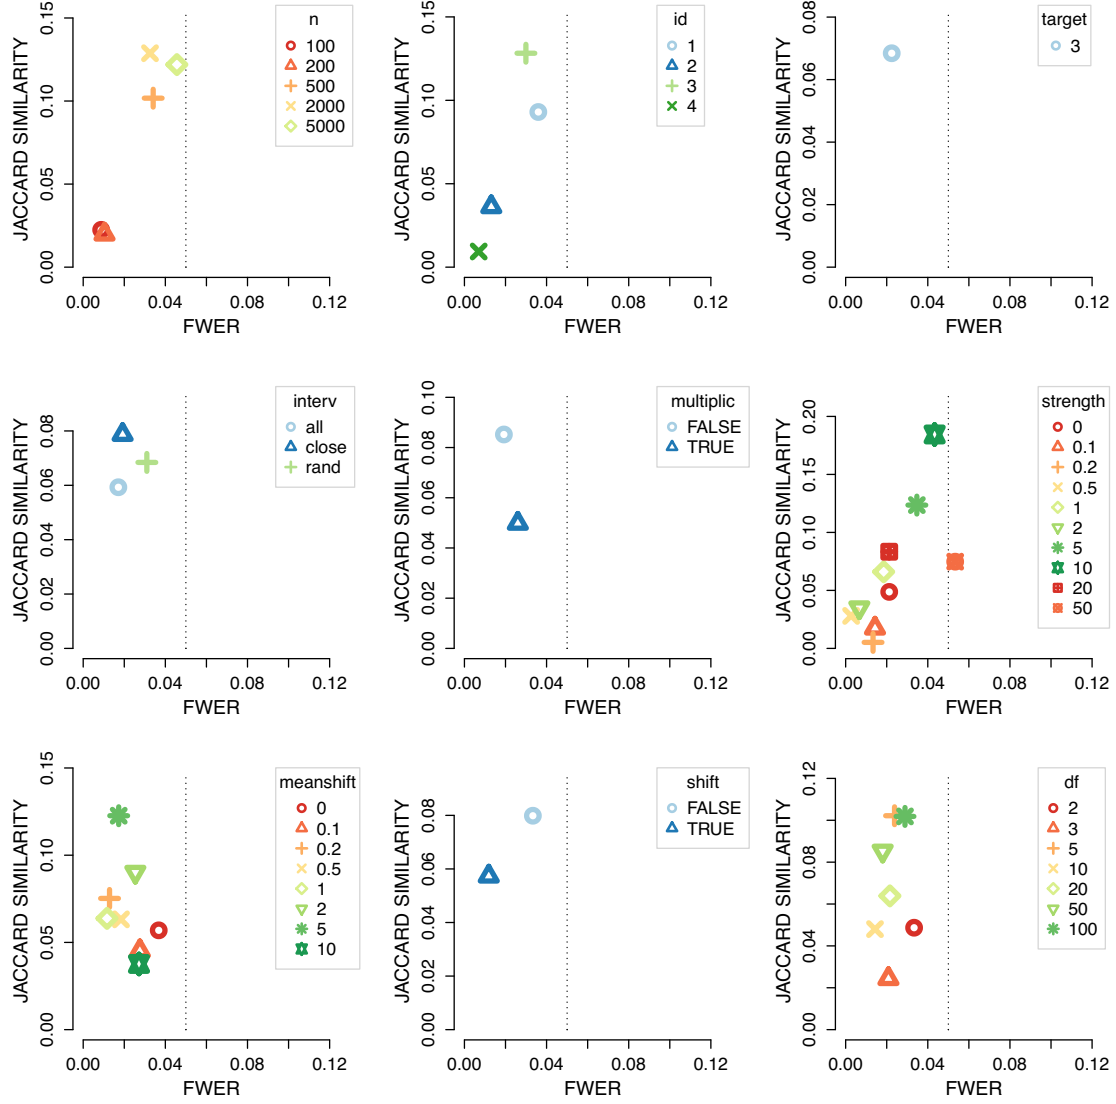 n
100
200
500
2000
5000
JACCARD SIMILARITY
0.00 0.05 0.10 0.15
0.00 0.04 0.08 0.12
FWER
id
1
2
3
4
JACCARD SIMILARITY
0.00 0.05 0.10 0.15
0.00 0.04 0.08 0.12
FWER
target
3
JACCARD SIMILARITY
0.00 0.02 0.04 0.06 0.08
0.00 0.04 0.08 0.12
FWER
interv
all
close
rand
JACCARD SIMILARITY
0.00 0.02 0.04 0.06 0.08
0.00 0.04 0.08 0.12
FWER
multiplic
FALSE
TRUE
JACCARD SIMILARITY
0.00 0.02 0.04 0.06 0.08 0.10
0.00 0.04 0.08 0.12
FWER
strength
0
0.1
0.2
0.5
1
2
5
10
20
50
JACCARD SIMILARITY
0.00 0.05 0.10 0.15 0.20
0.00 0.04 0.08 0.12
FWER
meanshift
0
0.1
0.2
0.5
1
2
5
10
JACCARD SIMILARITY
0.00 0.05 0.10 0.15
0.00 0.04 0.08 0.12
FWER
shift
FALSE
TRUE
JACCARD SIMILARITY
0.00 0.02 0.04 0.06 0.08
0.00 0.04 0.08 0.12
FWER
df
2
3
5
10
20
50
100
JACCARD SIMILARITY
0.00 0.04 0.08 0.12
0.00 0.04 0.08 0.12
FWER